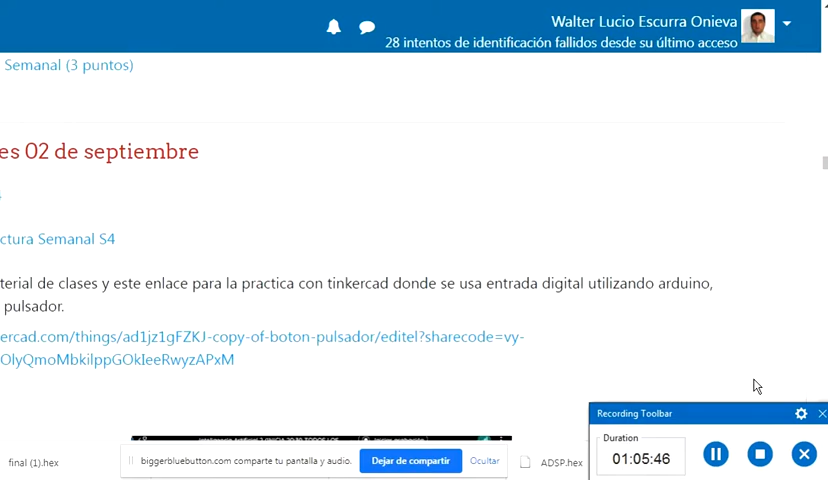 Walter Lucio Escurra Onieva
28 intentos de identificación fallidos desde su último acceso
Semanal (3 puntos)
es 02 de septiembre
ctura Semanal S4
terial de clases y este enlace para la practica con tinkercad donde se usa entrada digital utilizando arduino,
pulsador.
ercad.com/things/ad1jz1gFZKJ-copy-of-boton-pulsador/editel?sharecode=vy-
OlyQmoMbkilppGOkIeeRwyzAPxM
Recording Toolbar
Duration
01:05:46
final (1).hex
biggerbluebutton.com comparte tu pantalla y audio.
Dejar de compartir
Ocultar
ADSP.hex